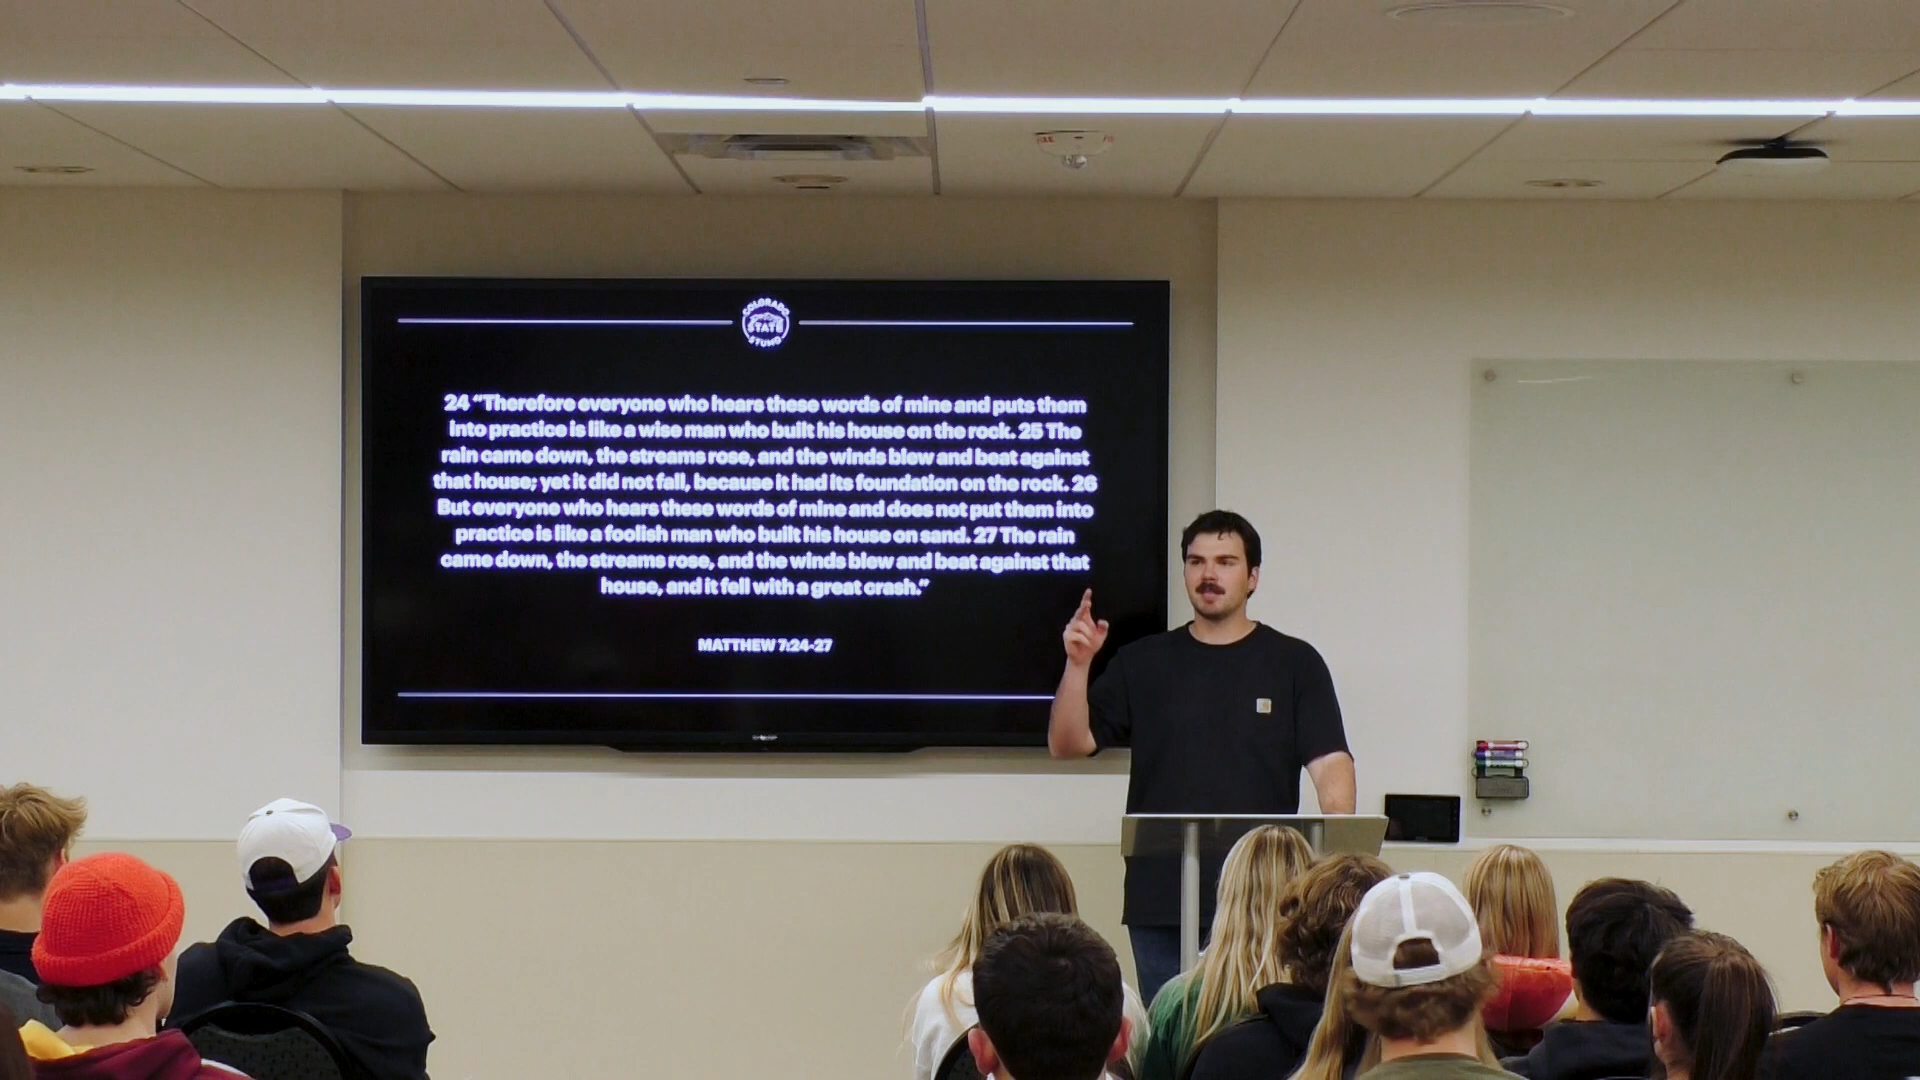 COLORADO
STATE
STUMO
24 “Therefore everyone who hears these words of mine and puts them
into practice is like a wise man who built his house on the rock. 25 The
rain came down, the streams rose, and the winds blew and beat against
that house; yet it did not fall, because it had its foundation on the rock. 26
But everyone who hears these words of mine and does not put them into
practice is like a foolish man who built his house on sand. 27 The rain
came down, the streams rose, and the winds blew and beat against that
house, and it fell with a great crash.”
MATTHEW 7:24-27